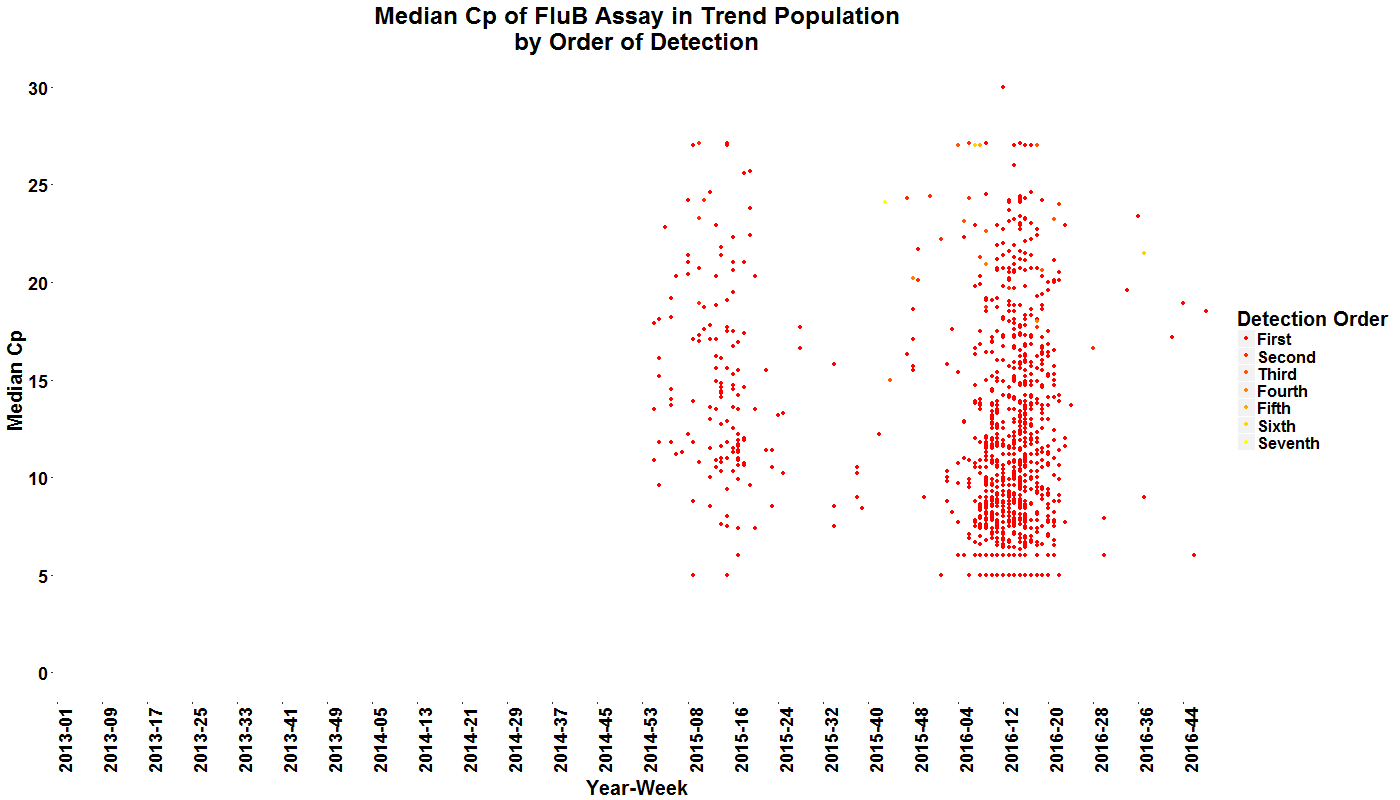 Median Cp of FluB Assay in Trend Population
by Order of Detection
Median Cp
30
25
20
15
10
5
0
2013-01
2013-09
2013-17
2013-25
2013-33
2013-41
2013-49
2014-05
2014-13
2014-21
2014-29
2014-37
2014-45
2014-53
2015-08
2015-16
2015-24
2015-32
2015-40
2015-48
2016-04
2016-12
2016-20
2016-28
2016-36
2016-44
Year-Week
Detection Order
First
Second
Third
Fourth
Fifth
Sixth
Seventh